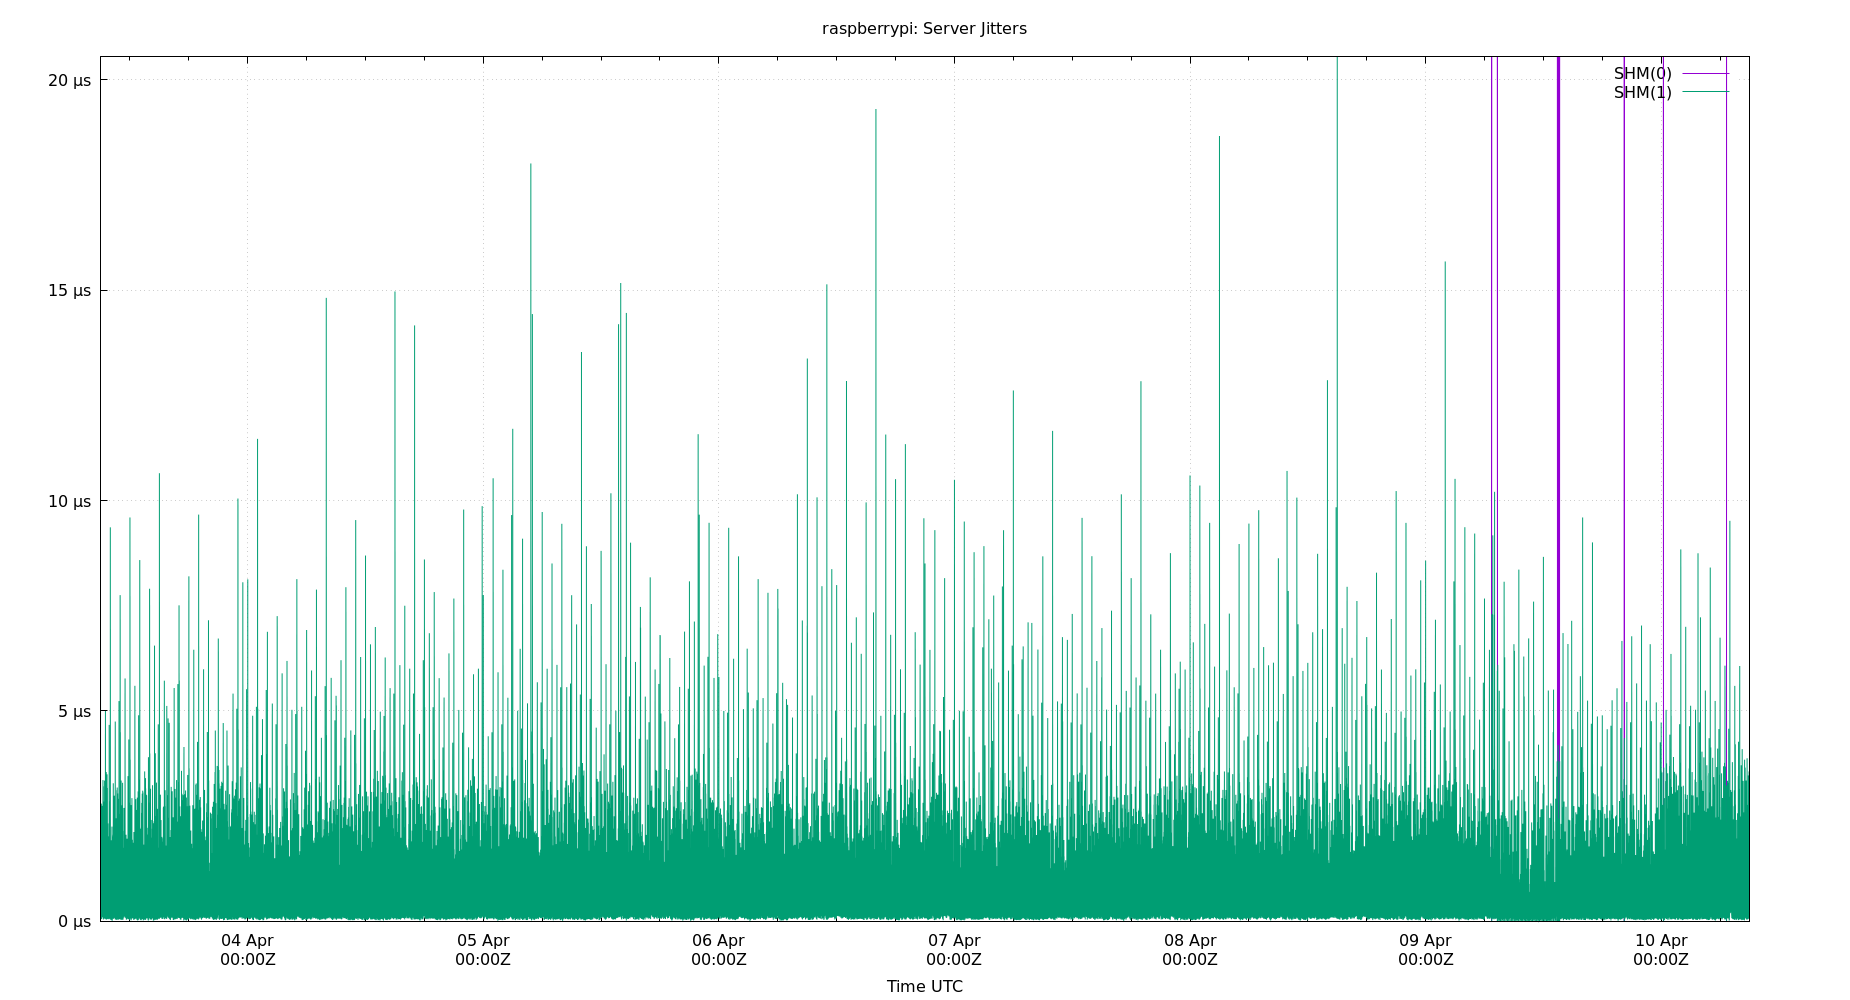 raspberrypi: Server Jitters
SHM(0)
SHM(1)
20 µs
15 µs
10 µs
5 µs
0 µs
04 Apr 05 Apr 06 Apr 07 Apr 08 Apr 09 Apr 10 Apr
00:00Z 00:00Z 00:00Z 00:00Z 00:00Z 00:00Z 00:00Z
Time UTC